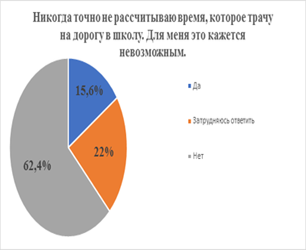 Никогда точно не рассчитываю время, которое трачу
на дорогу в школу. Для меня это кажется
невозможным.
15,6%
22%
62,4%
Да
Затрудняюсь ответить
Нет